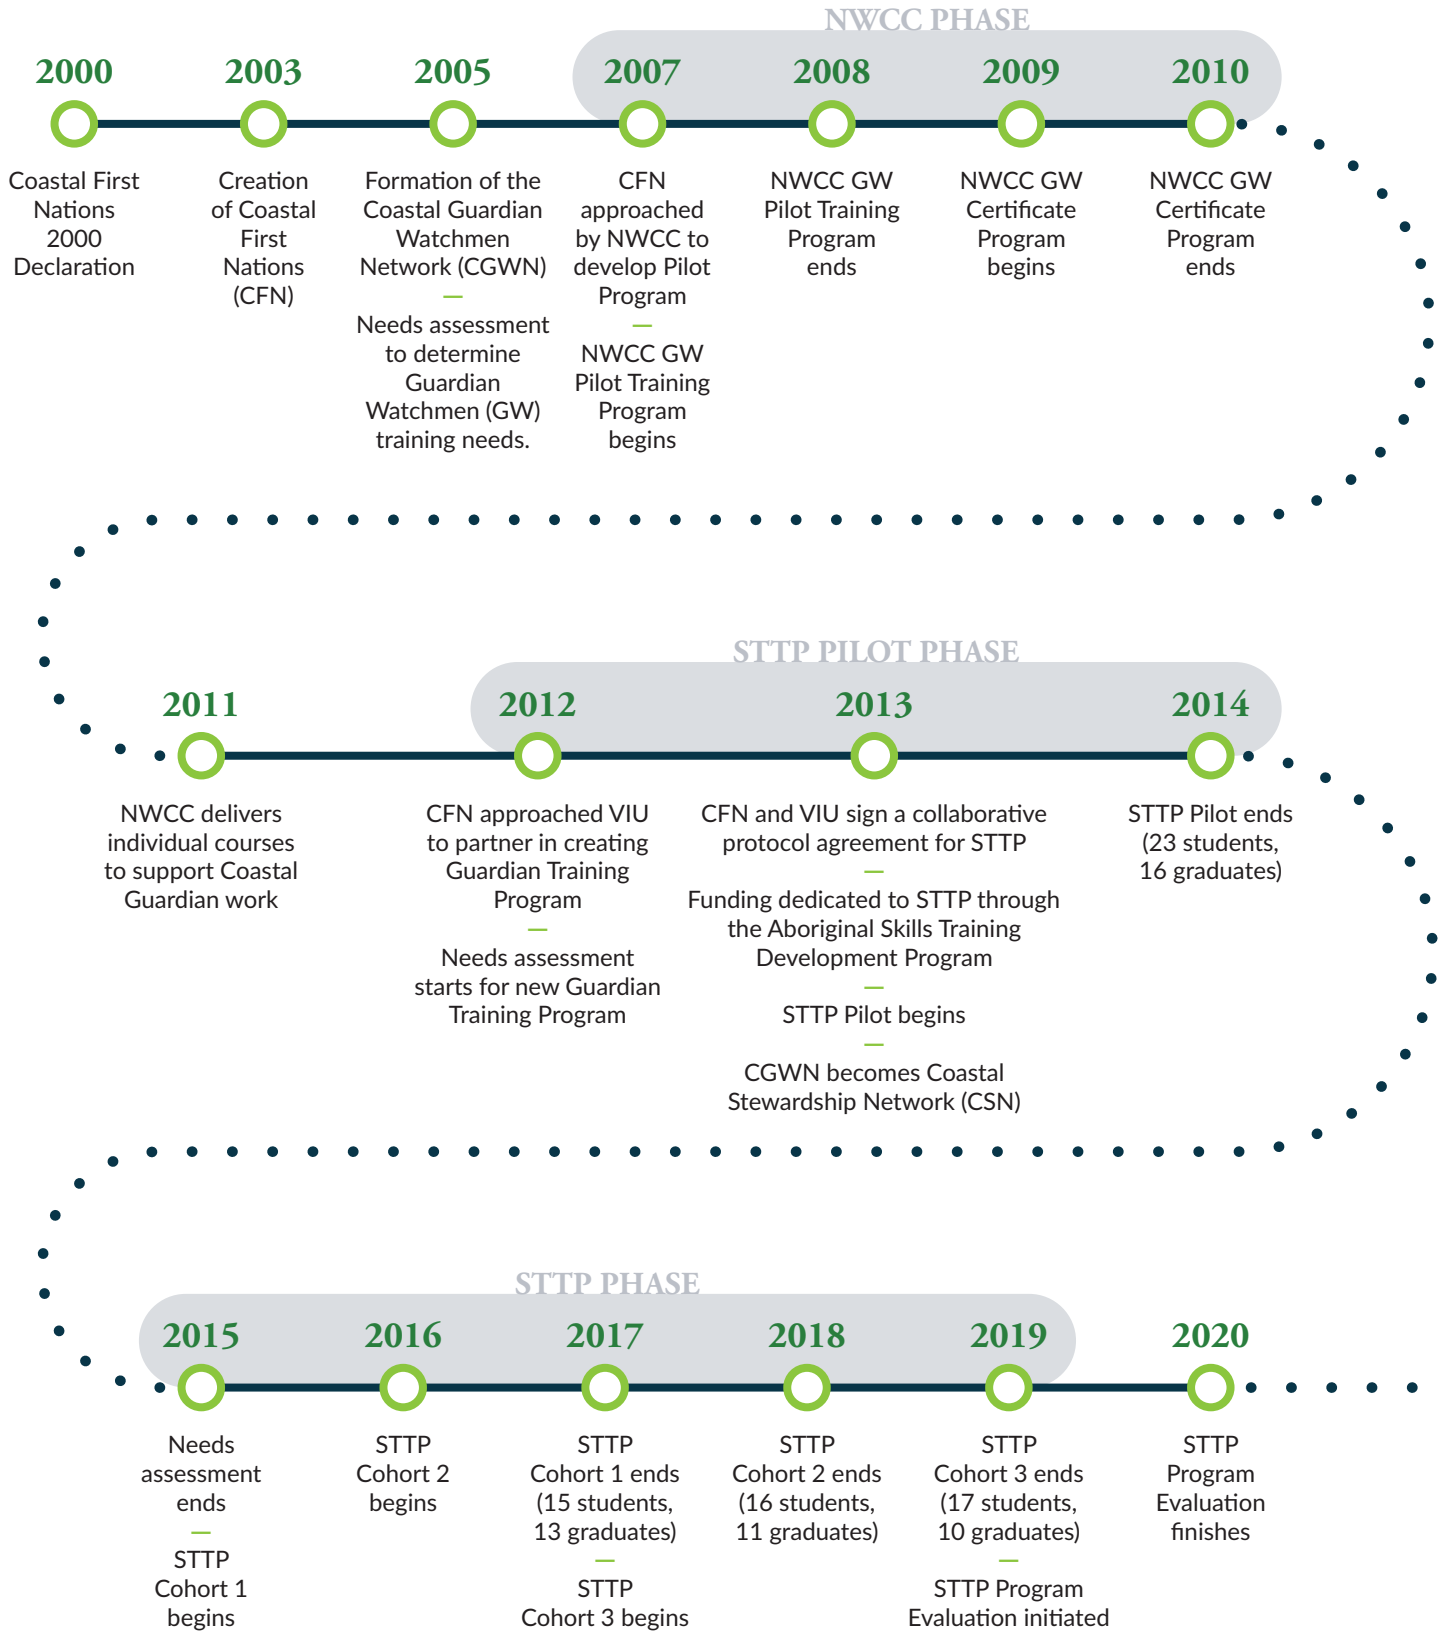 NWCC PHASE
2000
Coastal First
Nations
2000
Declaration
2003
Creation
of Coastal
First
Nations
(CFN)
2005
Formation of the
Coastal Guardian
Watchmen
Network (CGWN)
—
Needs assessment
to determine
Guardian
Watchmen (GW)
training needs.
2007
CFN
approached
by NWCC to
develop Pilot
Program
—
NWCC GW
Pilot Training
Program
begins
2008
NWCC GW
Pilot Training
Program
ends
2009
NWCC GW
Certificate
Program
begins
2010
NWCC GW
Certificate
Program
ends
STTP PILOT PHASE
2011
NWCC delivers
individual courses
to support Coastal
Guardian work
2012
CFN approached VIU
to partner in creating
Guardian Training
Program
—
Needs assessment
starts for new Guardian
Training Program
2013
CFN and VIU sign a collaborative
protocol agreement for STTP
—
Funding dedicated to STTP through
the Aboriginal Skills Training
Development Program
—
STTP Pilot begins
—
CGWN becomes Coastal
Stewardship Network (CSN)
2014
STTP Pilot ends
(23 students,
16 graduates)
STTP PHASE
2015
Needs
assessment
ends
—
STTP
Cohort 1
begins
2016
STTP
Cohort 2
begins
2017
STTP
Cohort 1 ends
(15 students,
13 graduates)
—
STTP
Cohort 3 begins
2018
STTP
Cohort 2 ends
(16 students,
11 graduates)
2019
STTP
Cohort 3 ends
(17 students,
10 graduates)
—
STTP Program
Evaluation initiated
2020
STTP
Program
Evaluation
finishes